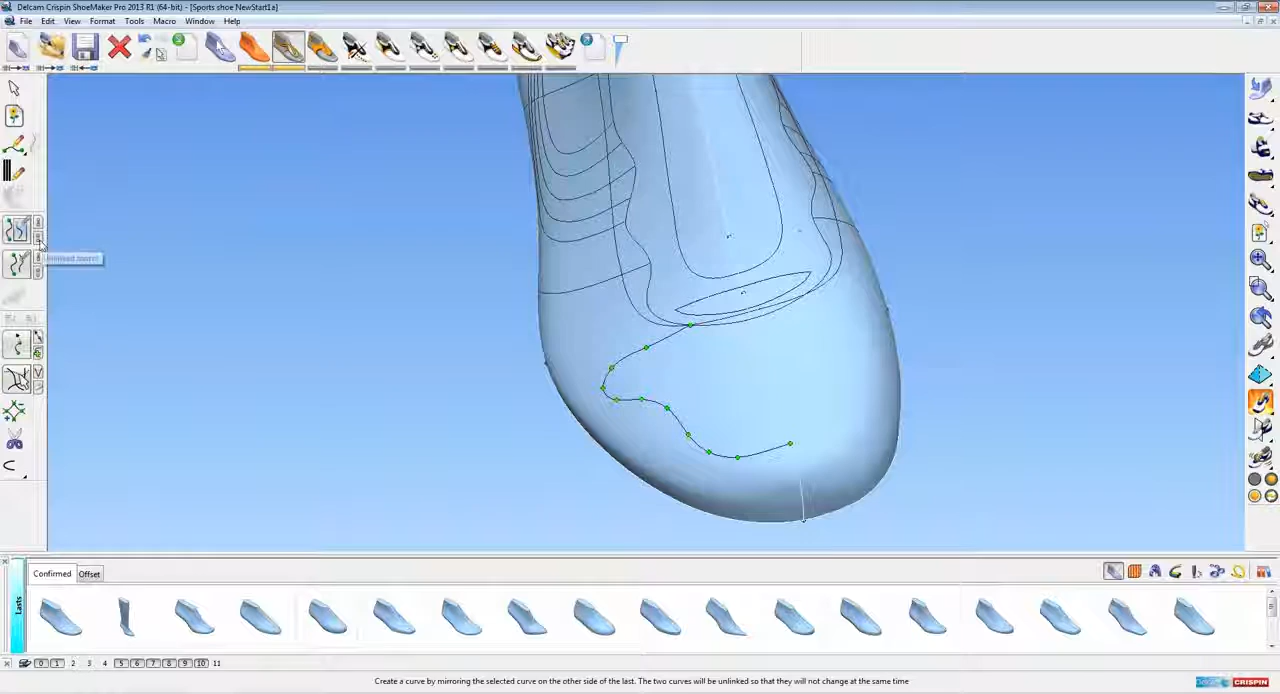 Delcam Crispin ShoeMaker Pro 2013 R1 (64-bit) - [Sports shoe NewStart1a]
File Edit View Format Tools Macro Window Help
Confirmed Offset
Lasts
0 1 2 3 4 5 6 7 8 9 10 11
Create a curve by mirroring the selected curve on the other side of the last. The two curves will be unlinked so that they will not change at the same time
Delcam CRISPIN